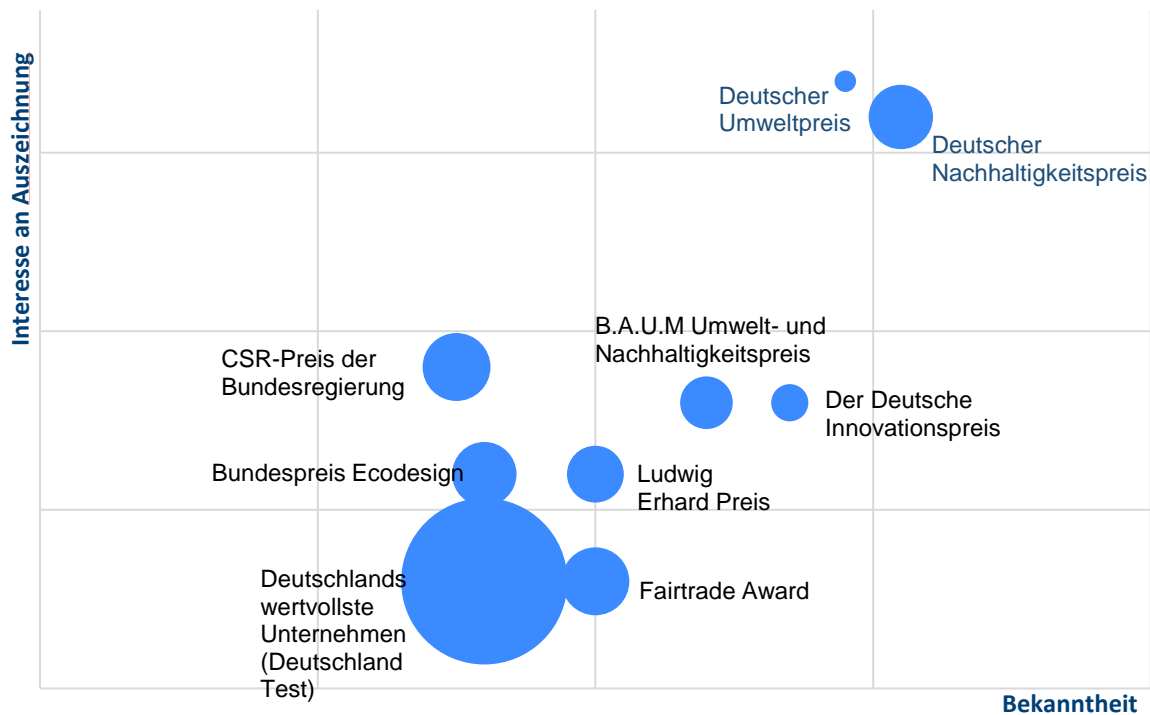 Interesse an Auszeichnung
Deutscher
Umweltpreis
Deutscher
Nachhaltigkeitspreis
B.A.U.M Umwelt- und
Nachhaltigkeitspreis
CSR-Preis der
Bundesregierung
Der Deutsche
Innovationspreis
Bundespreis Ecodesign
Ludwig
Erhard Preis
Deutschlands
wertvollste
Unternehmen
(Deutschland
Test)
Fairtrade Award
Bekanntheit